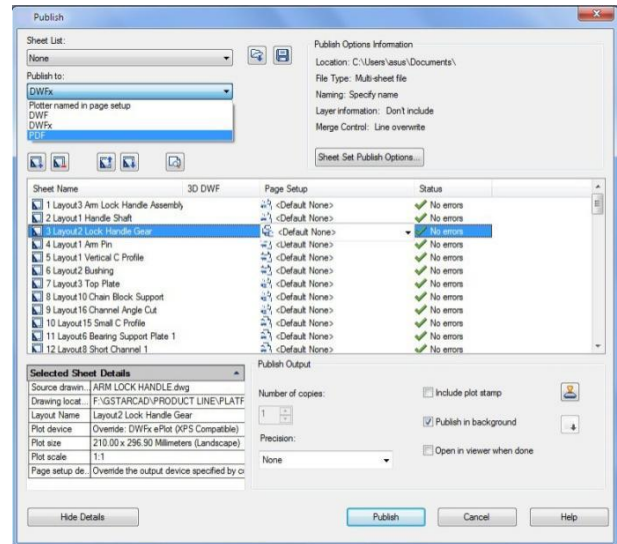 Publish
Sheet List:
None
Publish to:
DWFx
Plotter named in page setup
DWF
DWFx
PDF
Publish Options Information
Location: C:\Users\asus\Documents\
File Type: Multi-sheet file
Naming: Specify name
Layer information: Don't include
Merge Control: Line overwrite
Sheet Set Publish Options...
Sheet Name 3D DWF Page Setup Status
1 Layout3 Arm Lock Handle Assembly <Default None> No errors
2 Layout1 Handle Shaft <Default None> No errors
3 Layout2 Lock Handle Gear <Default None> No errors
4 Layout1 Arm Pin <Default None> No errors
5 Layout1 Vertical C Profile <Default None> No errors
6 Layout2 Bushing <Default None> No errors
7 Layout3 Top Plate <Default None> No errors
8 Layout10 Chain Block Support <Default None> No errors
9 Layout16 Channel Angle Cut <Default None> No errors
10 Layout15 Small C Profile <Default None> No errors
11 Layout6 Bearing Support Plate 1 <Default None> No errors
12 Layout8 Short Channel 1 <Default None> No errors
Selected Sheet Details
Source drawin... ARM LOCK HANDLE.dwg
Drawing locat... F:\GSTARCAD\PRODUCT LINE\PLATF
Layout Name Layout2 Lock Handle Gear
Plot device Override: DWFx ePlot (XPS Compatible)
Plot size 210.00 x 296.90 Millimeters (Landscape)
Plot scale 1:1
Page setup de... Override the output device specified by c
Publish Output
Number of copies:
1
Precision:
None
Include plot stamp
Publish in background
Open in viewer when done
Hide Details
Publish
Cancel
Help